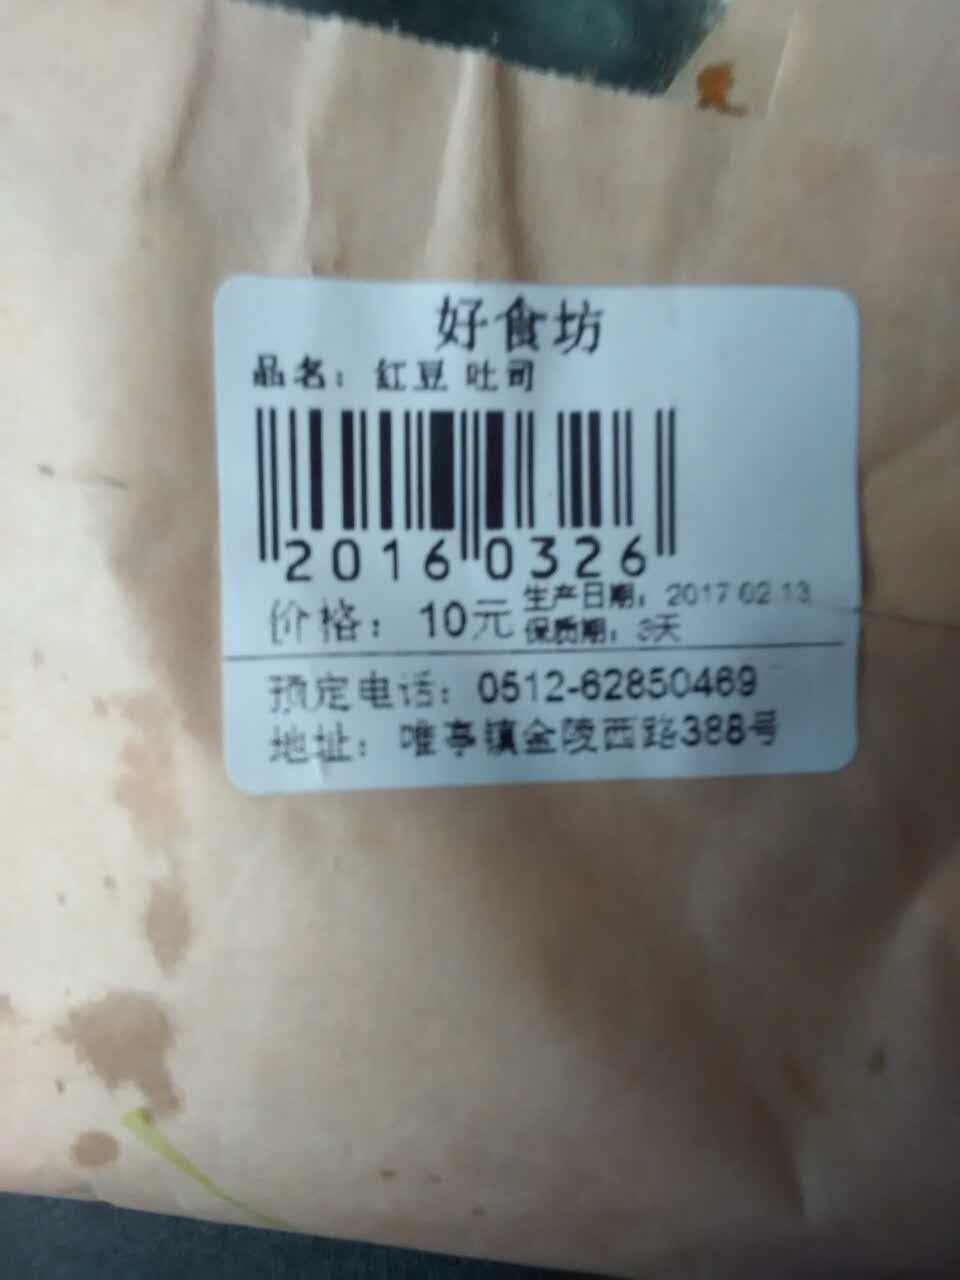 好食坊
品名：红豆 吐司
20160326
价格：10元
生产日期：2017 02 13
保质期：3天
预定电话：0512-62850469
地址：唯亭镇金陵西路388号